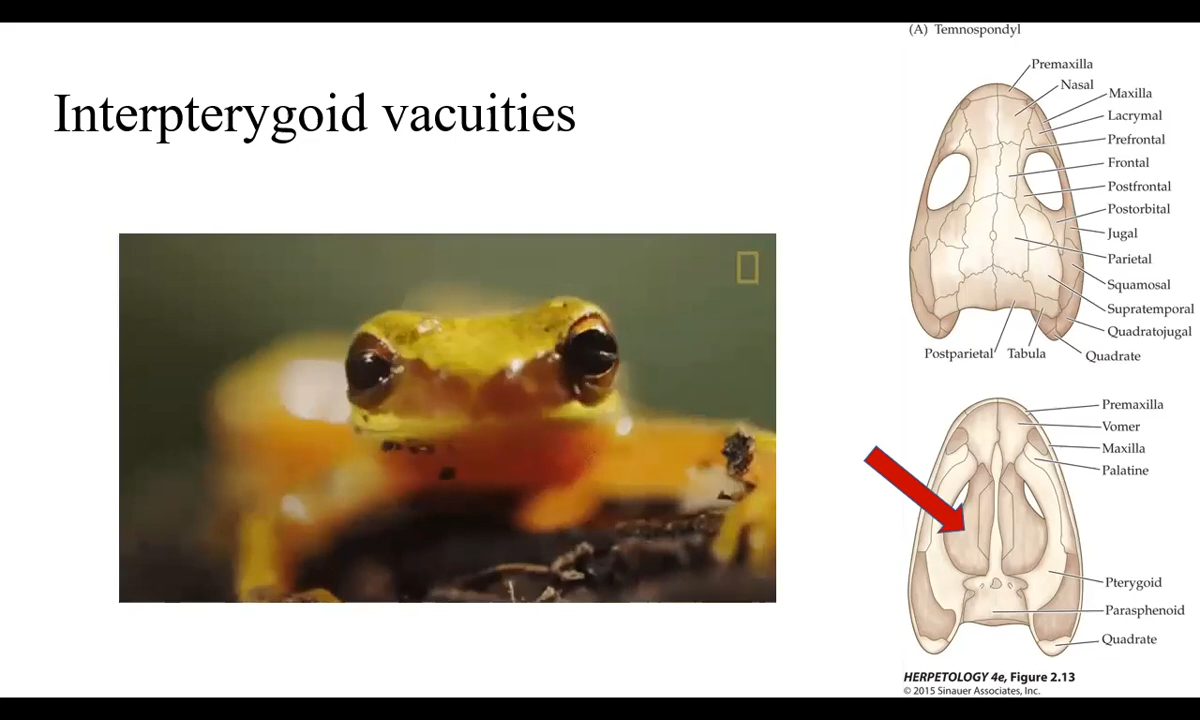 Interpterygoid vacuities
(A) Temnospondyl
Premaxilla
Nasal
Maxilla
Lacrymal
Prefrontal
Frontal
Postfrontal
Postorbital
Jugal
Parietal
Squamosal
Supratemporal
Quadratojugal
Postparietal
Tabula
Quadrate
Premaxilla
Vomer
Maxilla
Palatine
Pterygoid
Parasphenoid
Quadrate
HERPETOLOGY 4e, Figure 2.13
© 2015 Sinauer Associates, Inc.